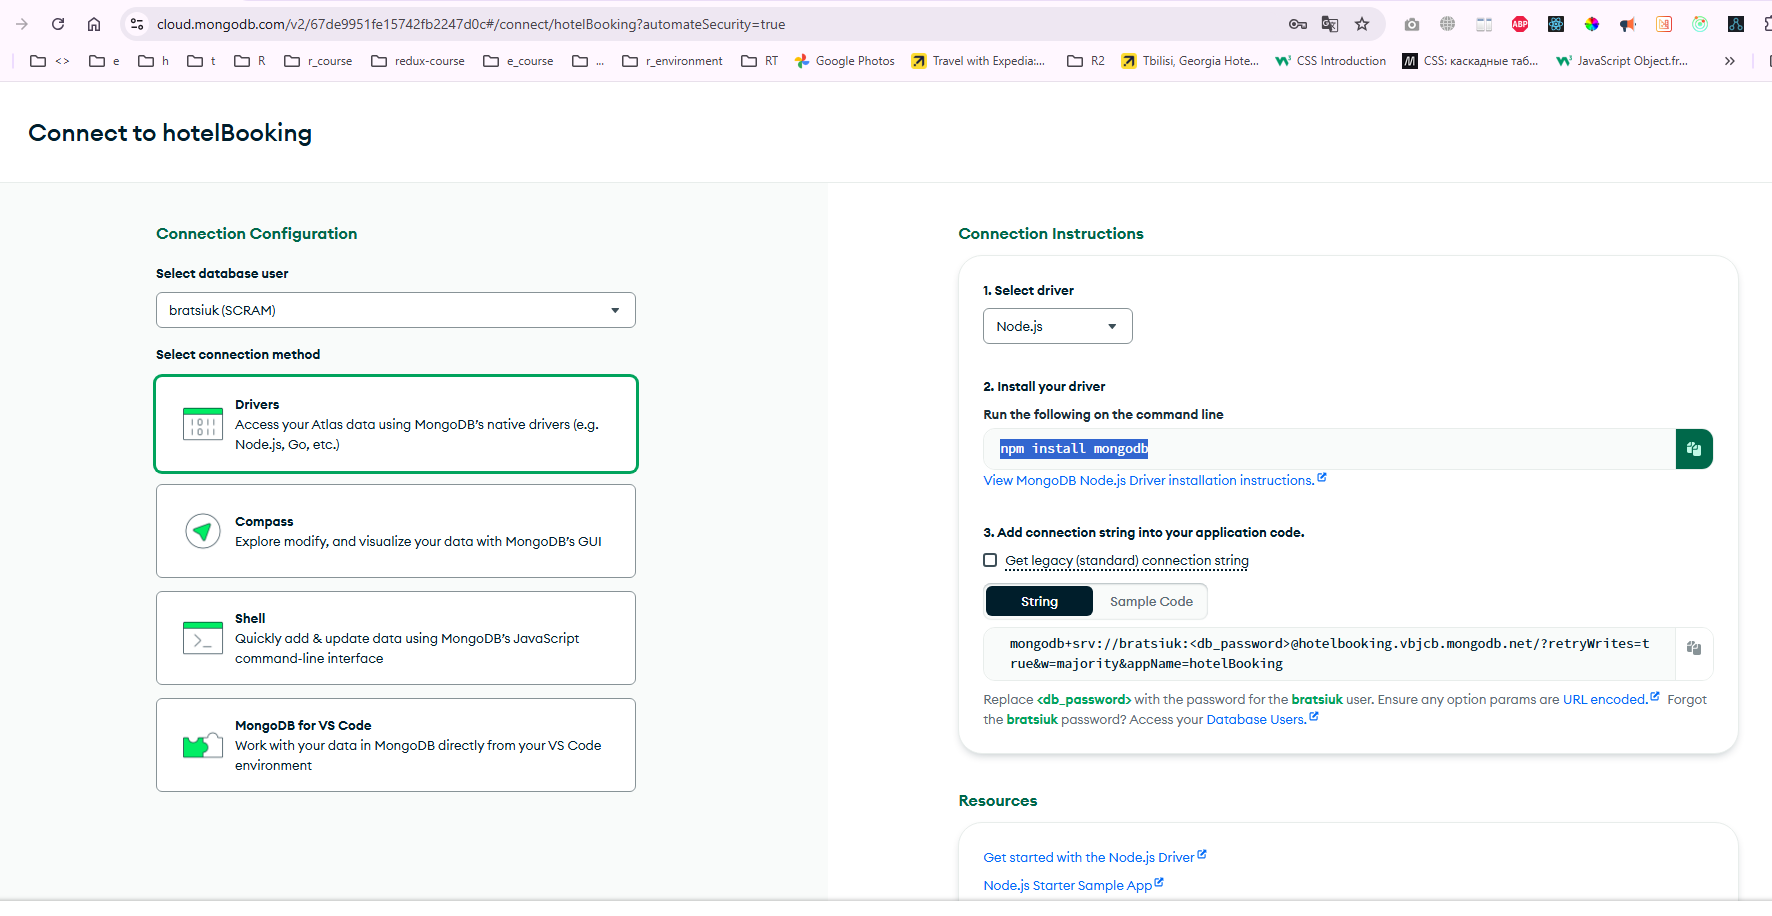 cloud.mongodb.com/v2/67de9951fe15742fb2247d0c#/connect/hotelBooking?automateSecurity=true
ABP
<> e h t R r_course redux-course e_course ... r_environment RT Google Photos Travel with Expedia:... R2 Tbilisi, Georgia Hote... CSS Introduction CSS: каскадные таб... JavaScript Object.fr... »
Connect to hotelBooking
Connection Configuration
Select database user
bratsiuk (SCRAM)
Select connection method
Drivers
Access your Atlas data using MongoDB's native drivers (e.g.
Node.js, Go, etc.)
Compass
Explore modify, and visualize your data with MongoDB's GUI
Shell
Quickly add & update data using MongoDB's JavaScript
command-line interface
MongoDB for VS Code
Work with your data in MongoDB directly from your VS Code
environment
Connection Instructions
1. Select driver
Node.js
2. Install your driver
Run the following on the command line
npm install mongodb
View MongoDB Node.js Driver installation instructions.
3. Add connection string into your application code.
Get legacy (standard) connection string
String Sample Code
mongodb+srv://bratsiuk:<db_password>@hotelbooking.vbjcb.mongodb.net/?retryWrites=t
rue&w=majority&appName=hotelBooking
Replace <db_password> with the password for the bratsiuk user. Ensure any option params are URL encoded. Forgot
the bratsiuk password? Access your Database Users.
Resources
Get started with the Node.js Driver
Node.js Starter Sample App